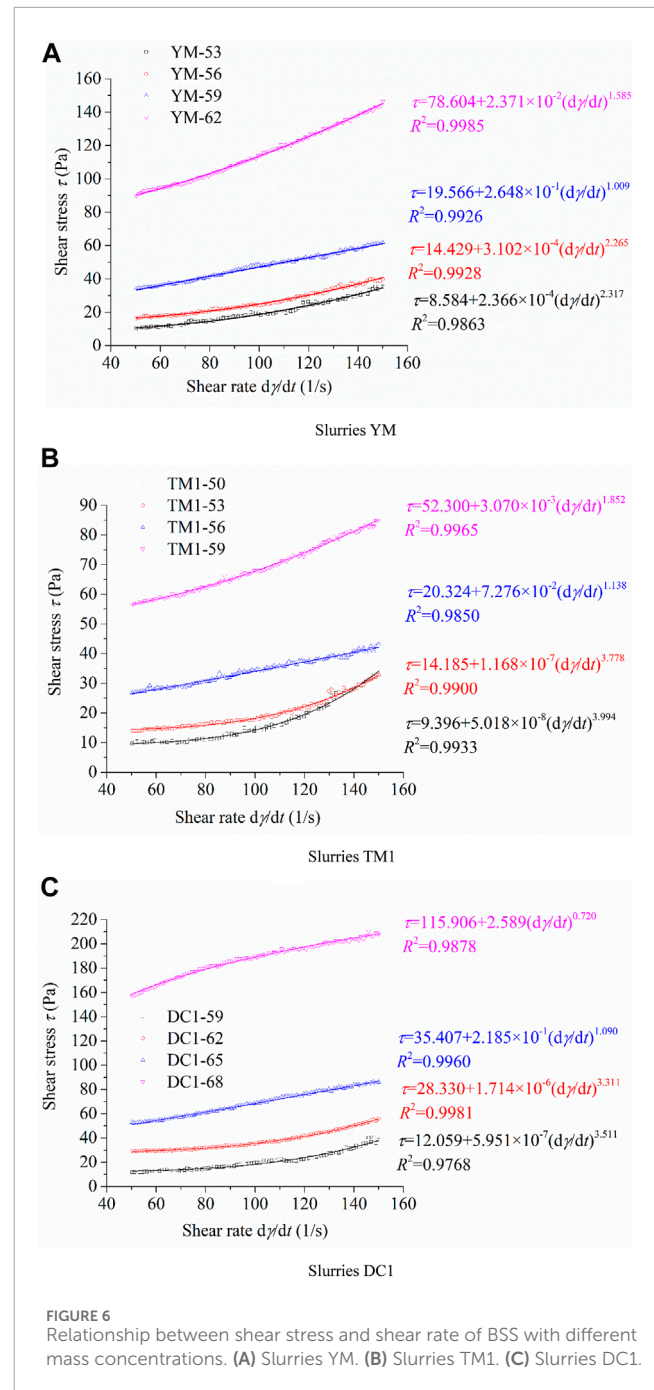 A
YM-53
YM-56
YM-59
YM-62
160
140
120
100
80
60
40
20
0
Shear stress τ (Pa)
τ=78.604+2.371×10⁻²(dγ/dt)¹·⁵⁸⁵
R²=0.9985
τ=19.566+2.648×10⁻¹(dγ/dt)¹·⁰⁰⁹
R²=0.9926
τ=14.429+3.102×10⁻⁴(dγ/dt)²·²⁶⁵
R²=0.9928
τ=8.584+2.366×10⁻⁴(dγ/dt)²·³¹⁷
R²=0.9863
40 60 80 100 120 140 160
Shear rate dγ/dt (1/s)
Slurries YM
B
TM1-50
TM1-53
TM1-56
TM1-59
90
80
70
60
50
40
30
20
10
0
Shear stress τ (Pa)
τ=52.300+3.070×10⁻³(dγ/dt)¹·⁸⁵²
R²=0.9965
τ=20.324+7.276×10⁻²(dγ/dt)¹·¹³⁸
R²=0.9850
τ=14.185+1.168×10⁻⁷(dγ/dt)³·⁷⁷⁸
R²=0.9900
τ=9.396+5.018×10⁻⁸(dγ/dt)³·⁹⁹⁴
R²=0.9933
40 60 80 100 120 140 160
Shear rate dγ/dt (1/s)
Slurries TM1
C
220
200
180
160
140
120
100
80
60
40
20
0
Shear stress τ (Pa)
DC1-59
DC1-62
DC1-65
DC1-68
τ=115.906+2.589(dγ/dt)⁰·⁷²⁰
R²=0.9878
τ=35.407+2.185×10⁻¹(dγ/dt)¹·⁰⁹⁰
R²=0.9960
τ=28.330+1.714×10⁻⁶(dγ/dt)³·³¹¹
R²=0.9981
τ=12.059+5.951×10⁻⁷(dγ/dt)³·⁵¹¹
R²=0.9768
40 60 80 100 120 140 160
Shear rate dγ/dt (1/s)
Slurries DC1
FIGURE 6
Relationship between shear stress and shear rate of BSS with different
mass concentrations. (A) Slurries YM. (B) Slurries TM1. (C) Slurries DC1.